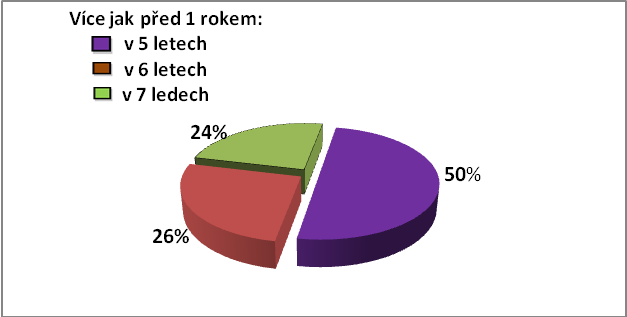 Více jak před 1 rokem:
v 5 letech
v 6 letech
v 7 ledech
24%
50%
26%